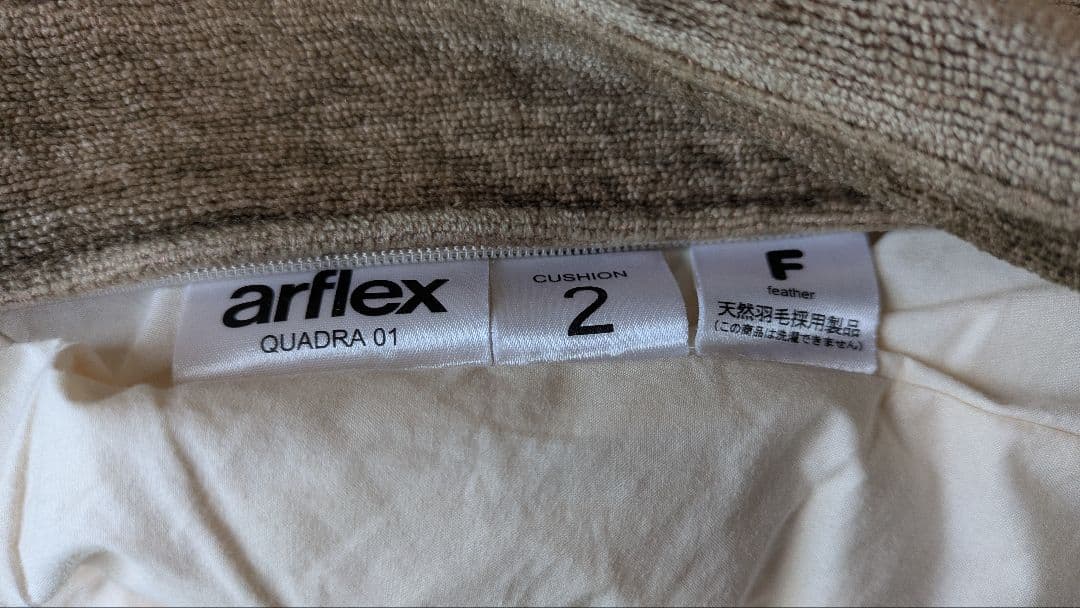 arflex
QUADRA 01
CUSHION
2
F
feather
天然羽毛採用製品
(この商品は洗濯できません)